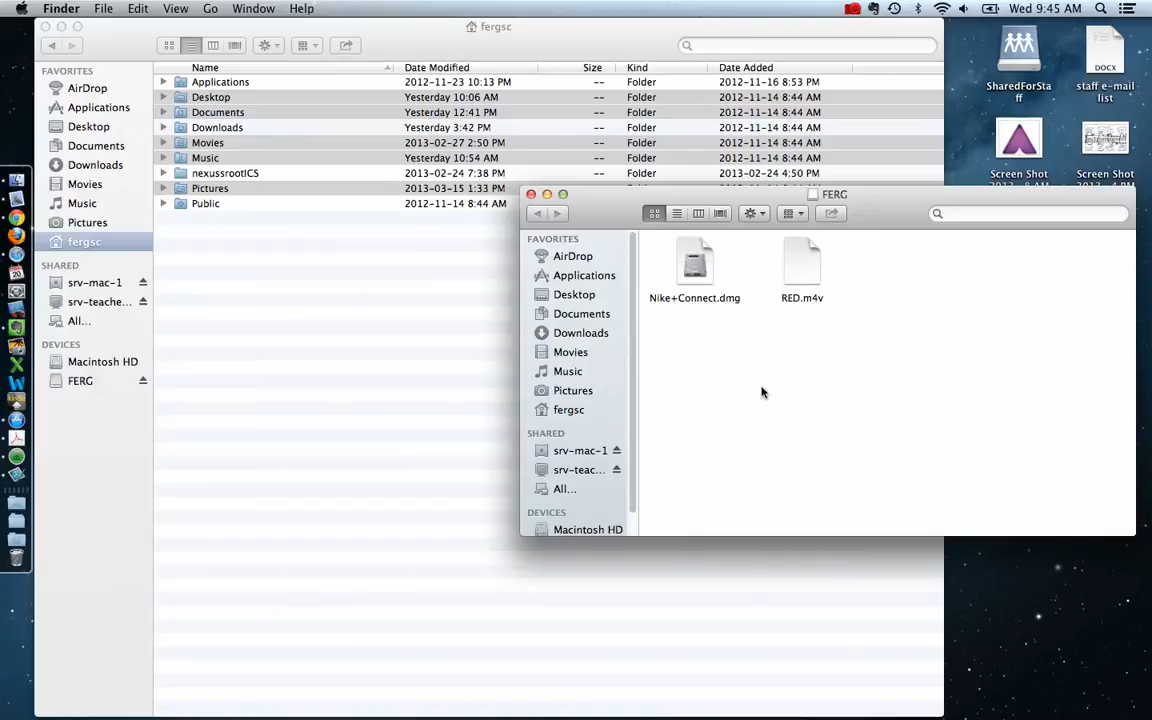 Finder File Edit View Go Window Help Wed 9:45 AM
fergsc
FAVORITES
AirDrop
Applications
Desktop
Documents
Downloads
Movies
Music
Pictures
fergsc
SHARED
srv-mac-1
srv-teache...
All...
DEVICES
Macintosh HD
FERG
Name Date Modified Size Kind Date Added
Applications 2012-11-23 10:13 PM -- Folder 2012-11-16 8:53 PM
Desktop Yesterday 10:06 AM -- Folder 2012-11-14 8:44 AM
Documents Yesterday 12:41 PM -- Folder 2012-11-14 8:44 AM
Downloads Yesterday 3:42 PM -- Folder 2012-11-14 8:44 AM
Movies 2013-02-27 2:50 PM -- Folder 2012-11-14 8:44 AM
Music Yesterday 10:54 AM -- Folder 2012-11-14 8:44 AM
nexussrootICS 2013-02-24 7:38 PM -- Folder 2013-02-24 4:50 PM
Pictures 2013-03-15 1:33 PM -- Folder 2012-11-14 8:44 AM
Public 2012-11-14 8:44 AM
FERG
FAVORITES
AirDrop
Applications
Desktop
Documents
Downloads
Movies
Music
Pictures
fergsc
SHARED
srv-mac-1
srv-teac...
All...
DEVICES
Macintosh HD
Nike+Connect.dmg RED.m4v
SharedForSta
ff
DOCX
staff e-mail
list
Screen Shot
Screen Shot